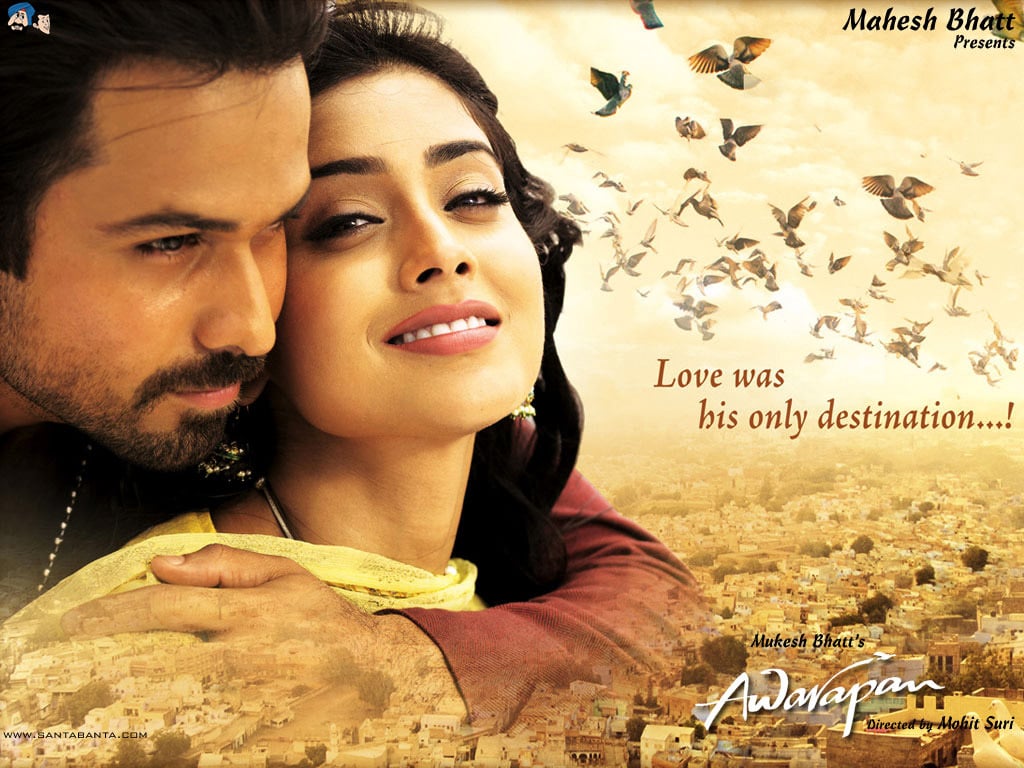 Mahesh Bhatt
Presents
Love was
his only destination...!
Mukesh Bhatt's
Awarapan
Directed by Mohit Suri
WWW.SANTABANTA.COM